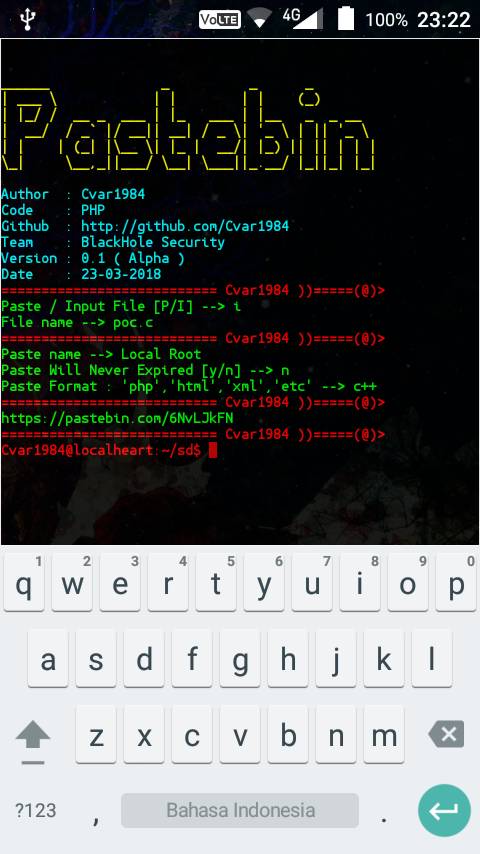 VoLTE 4G 100% 23:22
Pastebin
Author : Cvar1984
Code : PHP
Github : http://github.com/Cvar1984
Team : BlackHole Security
Version : 0.1 ( Alpha )
Date : 23-03-2018
=========================== Cvar1984 ))=====(@)>
Paste / Input File [P/I] --> i
File name --> poc.c
=========================== Cvar1984 ))=====(@)>
Paste name --> Local Root
Paste Will Never Expired [y/n] --> n
Paste Format : 'php','html','xml','etc' --> c++
=========================== Cvar1984 ))=====(@)>
https://pastebin.com/6NvLJkFN
=========================== Cvar1984 ))=====(@)>
Cvar1984@localheart:~/sd$
1 2 3 4 5 6 7 8 9 0
q w e r t y u i o p
a s d f g h j k l
z x c v b n m
?123 , Bahasa Indonesia .